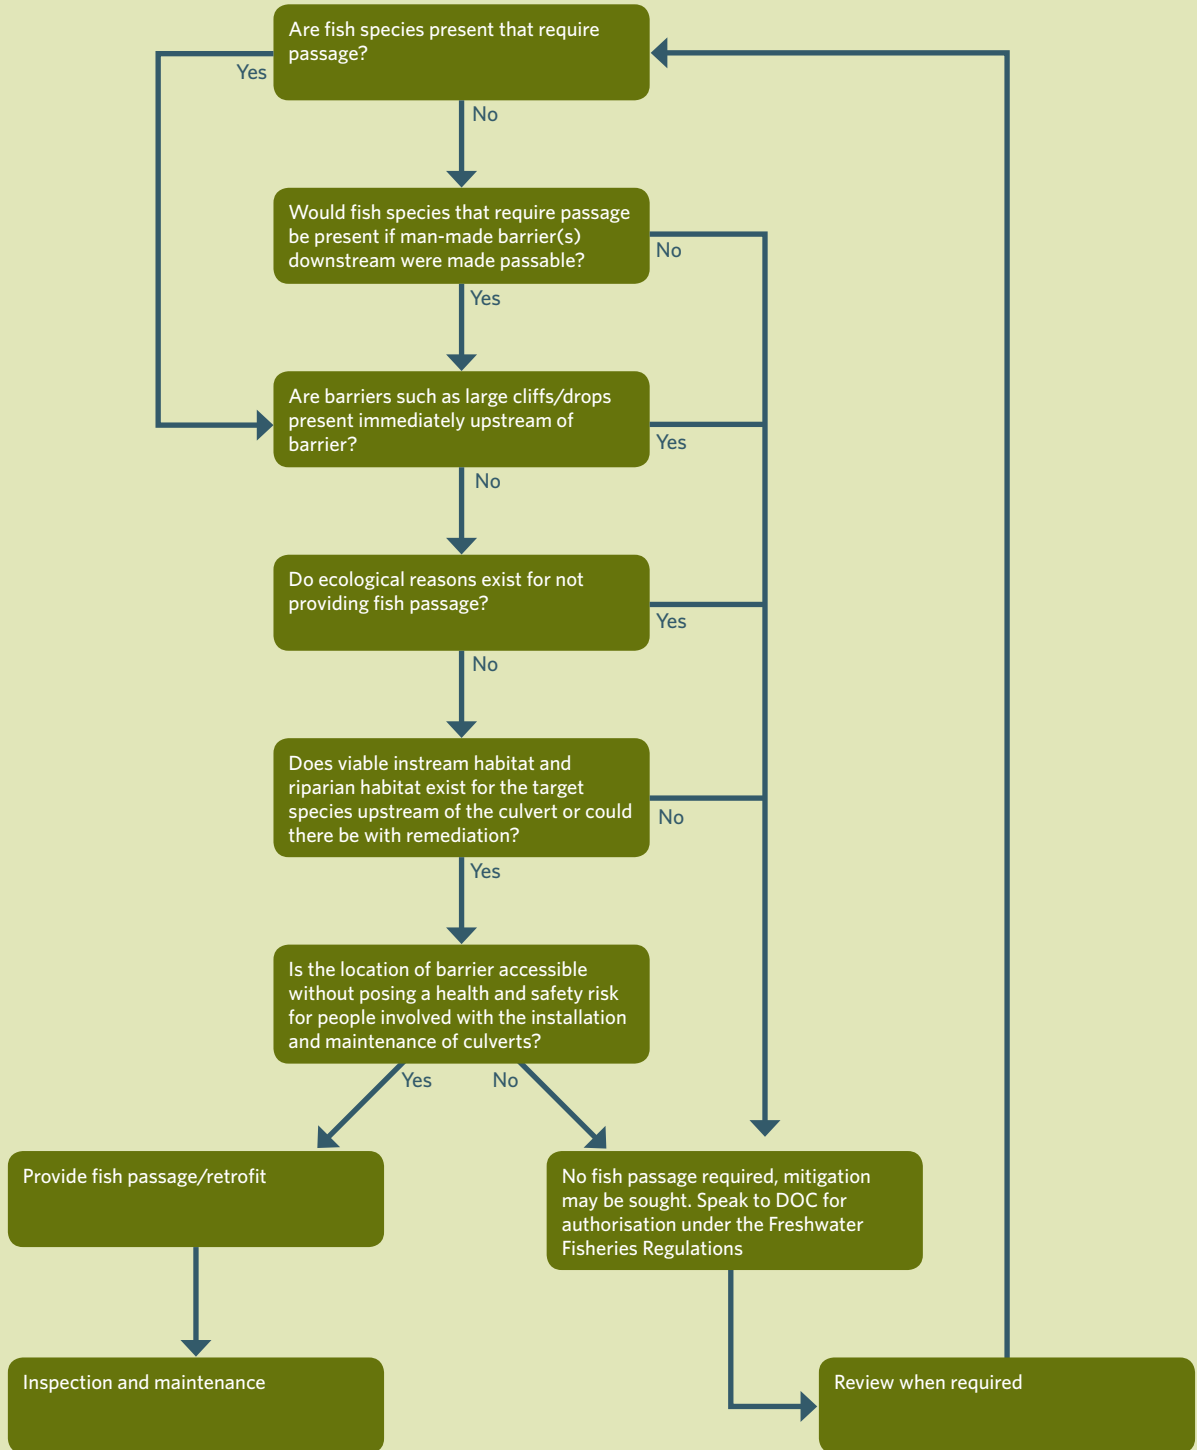 Are fish species present that require
passage?
Yes
No
Would fish species that require passage
be present if man-made barrier(s)
downstream were made passable?
No
Yes
Are barriers such as large cliffs/drops
present immediately upstream of
barrier?
Yes
No
Do ecological reasons exist for not
providing fish passage?
Yes
No
Does viable instream habitat and
riparian habitat exist for the target
species upstream of the culvert or could
there be with remediation?
No
Yes
Is the location of barrier accessible
without posing a health and safety risk
for people involved with the installation
and maintenance of culverts?
Yes
No
Provide fish passage/retrofit
No fish passage required, mitigation
may be sought. Speak to DOC for
authorisation under the Freshwater
Fisheries Regulations
Inspection and maintenance
Review when required